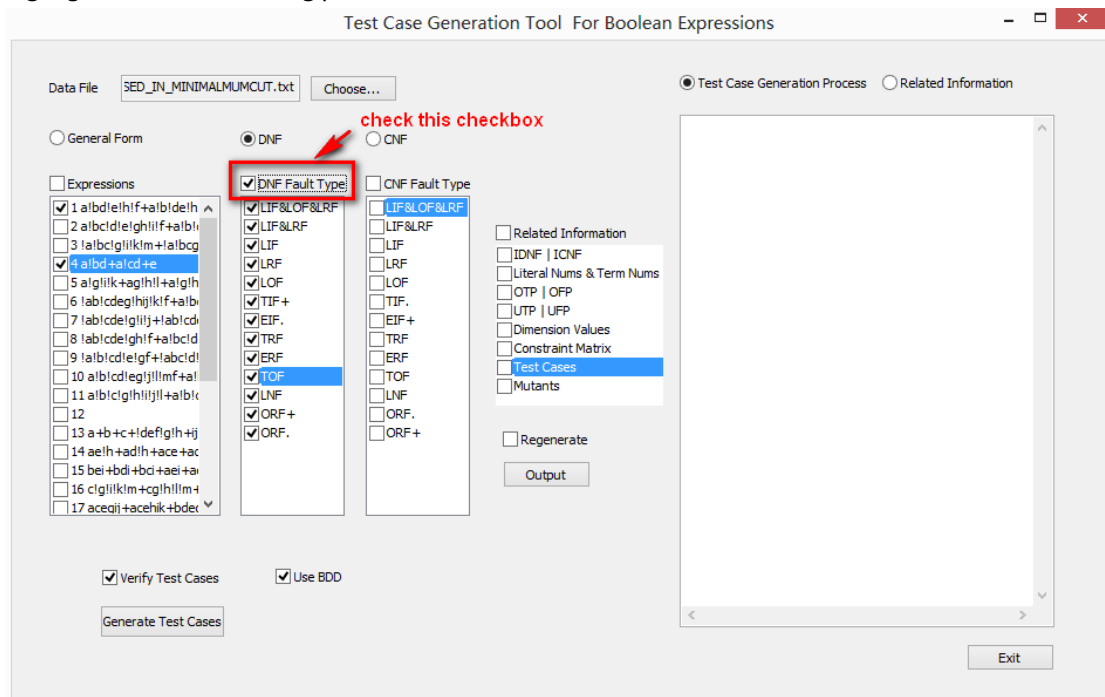 Test Case Generation Tool For Boolean Expressions
Data File
SED_IN_MINIMALMUMCUT.txt
Choose...
Test Case Generation Process
Related Information
check this checkbox
General Form
DNF
CNF
Expressions
1 a!bd!e!h!f+a!b!de!h
2 a!bc!d!e!gh!i!f+a!b!
3 !a!bc!g!i!k!m+!a!bcg
4 a!bd+a!cd+e
5 a!g!i!k+ag!h!l+a!g!h
6 !ab!cdeg!hij!k!f+a!b
7 !ab!cde!g!i!j+!ab!cd
8 !ab!cde!gh!f+a!bc!d
9 !a!b!cd!e!gf+!abc!d!
10 a!b!cd!eg!j!l!mf+a!
11 a!b!c!g!h!i!j!l+a!b!
12
13 a+b+c+!def!g!h+ij
14 ae!h+ad!h+ace+ac
15 bei+bdi+bci+aei+a
16 c!g!i!k!m+cg!h!l!m+
17 acegij+acehik+bde
DNF Fault Type
LIF&LOF&LRF
LIF&LRF
LIF
LRF
LOF
TIF+
EIF.
TRF
ERF
TOF
LNF
ORF+
ORF.
CNF Fault Type
LIF&LOF&LRF
LIF&LRF
LIF
LRF
LOF
TIF.
EIF+
TRF
ERF
TOF
LNF
ORF.
ORF+
Related Information
IDNF | ICNF
Literal Nums & Term Nums
OTP | OFP
UTP | UFP
Dimension Values
Constraint Matrix
Test Cases
Mutants
Regenerate
Output
Verify Test Cases
Use BDD
Generate Test Cases
Exit